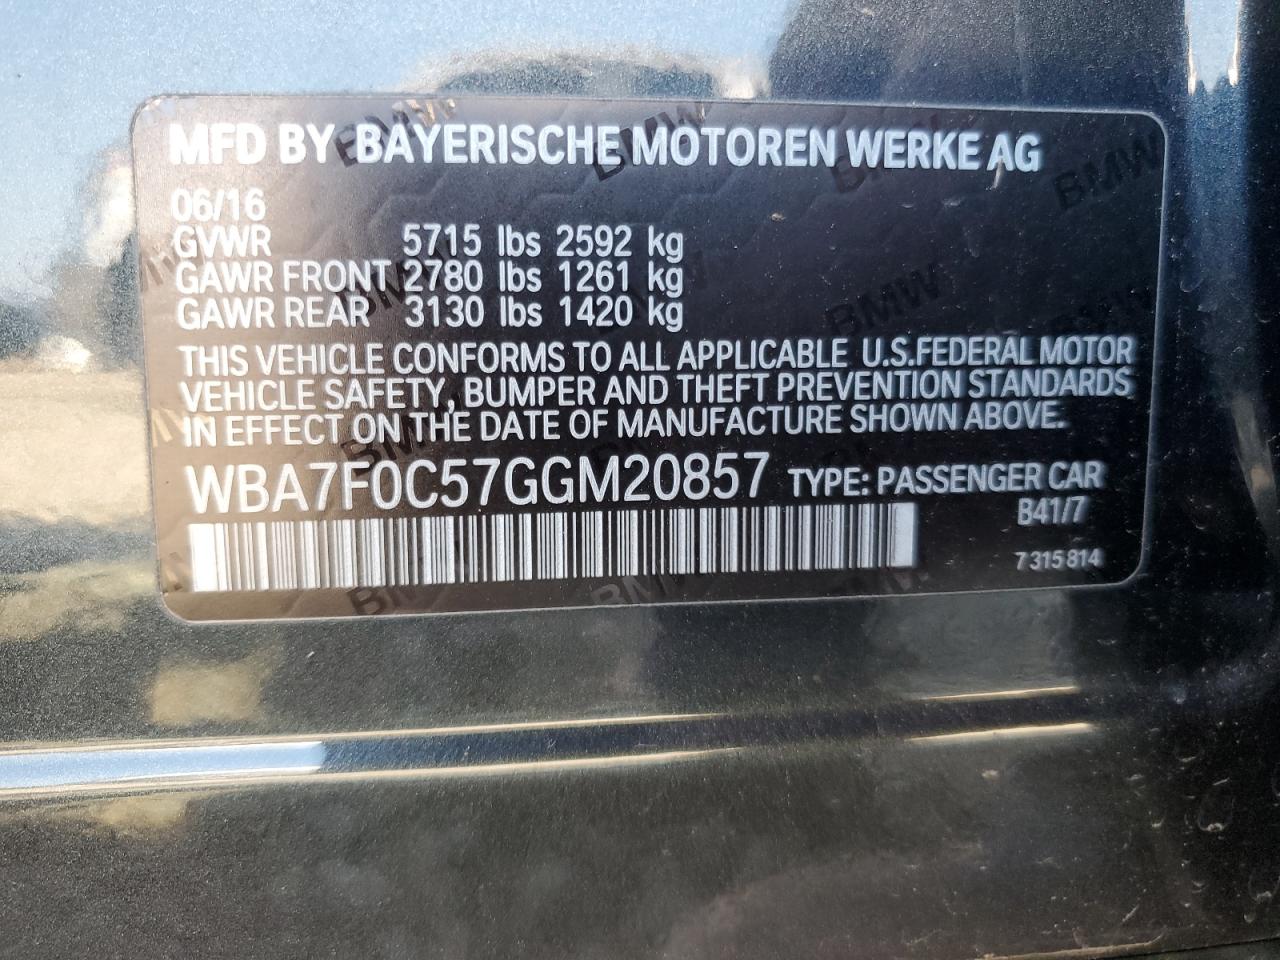 MFD BY BAYERISCHE MOTOREN WERKE AG
06/16
GVWR 5715 lbs 2592 kg
GAWR FRONT 2780 lbs 1261 kg
GAWR REAR 3130 lbs 1420 kg
THIS VEHICLE CONFORMS TO ALL APPLICABLE U.S.FEDERAL MOTOR
VEHICLE SAFETY, BUMPER AND THEFT PREVENTION STANDARDS
IN EFFECT ON THE DATE OF MANUFACTURE SHOWN ABOVE.
WBA7F0C57GGM20857 TYPE: PASSENGER CAR
B41/7
7 315 814